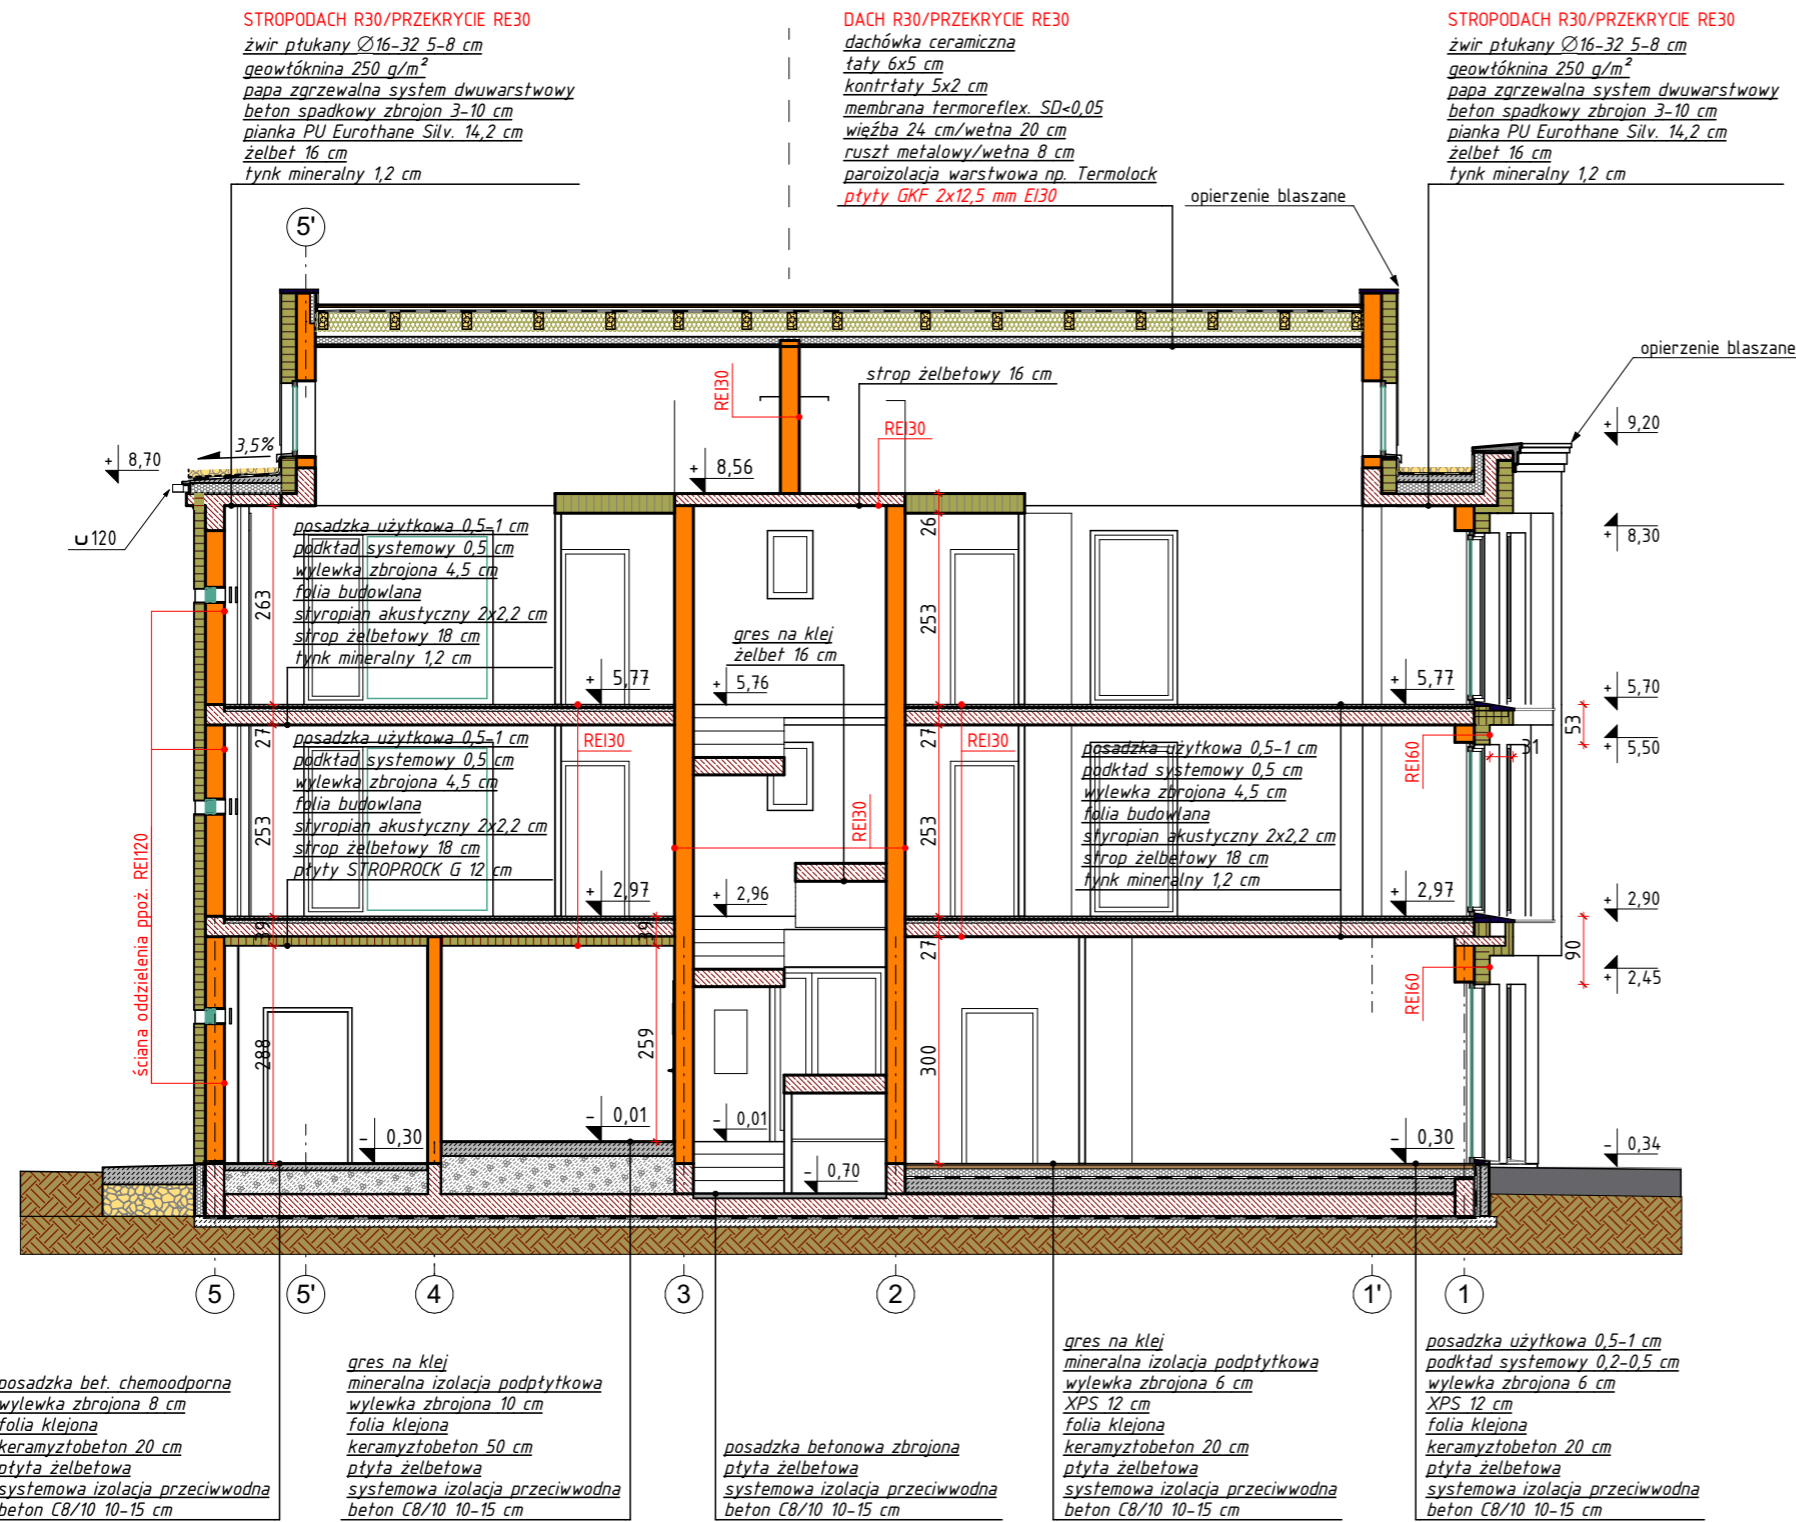 STROPODACH R30/PRZEKRYCIE RE30
żwir płukany ∅16-32 5-8 cm
geowłóknina 250 g/m²
papa zgrzewalna system dwuwarstwowy
beton spadkowy zbrojon 3-10 cm
pianka PU Eurothane Silv. 14,2 cm
żelbet 16 cm
tynk mineralny 1,2 cm
DACH R30/PRZEKRYCIE RE30
dachówka ceramiczna
łaty 6x5 cm
kontrłaty 5x2 cm
membrana termoreflex. SD<0,05
więźba 24 cm/wełna 20 cm
ruszt metalowy/wełna 8 cm
paroizolacja warstwowa np. Termolock
płyty GKF 2x12,5 mm EI30
STROPODACH R30/PRZEKRYCIE RE30
żwir płukany ∅16-32 5-8 cm
geowłóknina 250 g/m²
papa zgrzewalna system dwuwarstwowy
beton spadkowy zbrojon 3-10 cm
pianka PU Eurothane Silv. 14,2 cm
żelbet 16 cm
tynk mineralny 1,2 cm
opierzenie blaszane
5'
opierzenie blaszane
strop żelbetowy 16 cm
REI30
REI30
3,5%
+ 8,70
+ 8,56
+ 9,20
120
+ 8,30
posadzka użytkowa 0,5-1 cm
podkład systemowy 0,5 cm
wylewka zbrojona 4,5 cm
folia budowlana
styropian akustyczny 2x2,2 cm
strop żelbetowy 18 cm
tynk mineralny 1,2 cm
263
26
253
gres na klej
żelbet 16 cm
+ 5,77
+ 5,76
+ 5,77
+ 5,70
53
+ 5,50
31
27
27
REI30
REI30
REI60
posadzka użytkowa 0,5-1 cm
podkład systemowy 0,5 cm
wylewka zbrojona 4,5 cm
folia budowlana
styropian akustyczny 2x2,2 cm
strop żelbetowy 18 cm
płyty STROPROCK G 12 cm
posadzka użytkowa 0,5-1 cm
podkład systemowy 0,5 cm
wylewka zbrojona 4,5 cm
folia budowlana
styropian akustyczny 2x2,2 cm
strop żelbetowy 18 cm
tynk mineralny 1,2 cm
253
REI30
253
+ 2,97
+ 2,96
+ 2,97
+ 2,90
39
39
27
90
+ 2,45
REI60
ściana oddzielenia ppoż. REI120
288
259
300
- 0,30
- 0,01
- 0,01
- 0,70
- 0,30
- 0,34
5
5'
4
3
2
1'
1
posadzka bet. chemoodporna
wylewka zbrojona 8 cm
folia klejona
keramyztobeton 20 cm
płyta żelbetowa
systemowa izolacja przeciwwodna
beton C8/10 10-15 cm
gres na klej
mineralna izolacja podpłytkowa
wylewka zbrojona 10 cm
folia klejona
keramyztobeton 50 cm
płyta żelbetowa
systemowa izolacja przeciwwodna
beton C8/10 10-15 cm
posadzka betonowa zbrojona
płyta żelbetowa
systemowa izolacja przeciwwodna
beton C8/10 10-15 cm
gres na klej
mineralna izolacja podpłytkowa
wylewka zbrojona 6 cm
XPS 12 cm
folia klejona
keramyztobeton 20 cm
płyta żelbetowa
systemowa izolacja przeciwwodna
beton C8/10 10-15 cm
posadzka użytkowa 0,5-1 cm
podkład systemowy 0,2-0,5 cm
wylewka zbrojona 6 cm
XPS 12 cm
folia klejona
keramyztobeton 20 cm
płyta żelbetowa
systemowa izolacja przeciwwodna
beton C8/10 10-15 cm